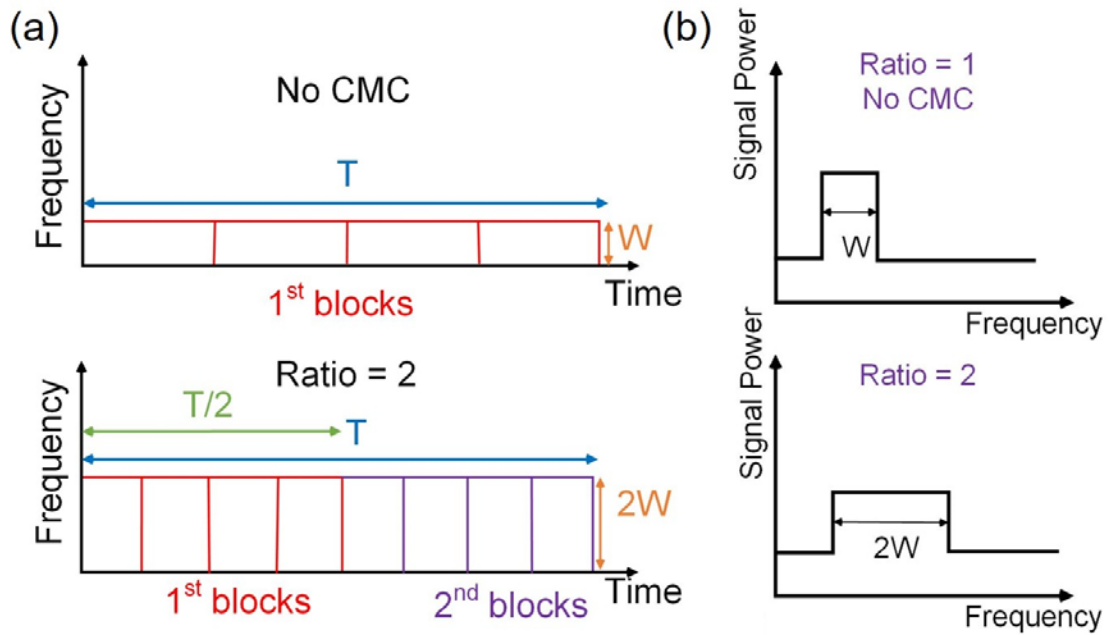 (a)
Frequency
No CMC
T
W
1st blocks
Time
Frequency
Ratio = 2
T/2
T
2W
1st blocks
2nd blocks
Time
(b)
Signal Power
Ratio = 1
No CMC
W
Frequency
Signal Power
Ratio = 2
2W
Frequency